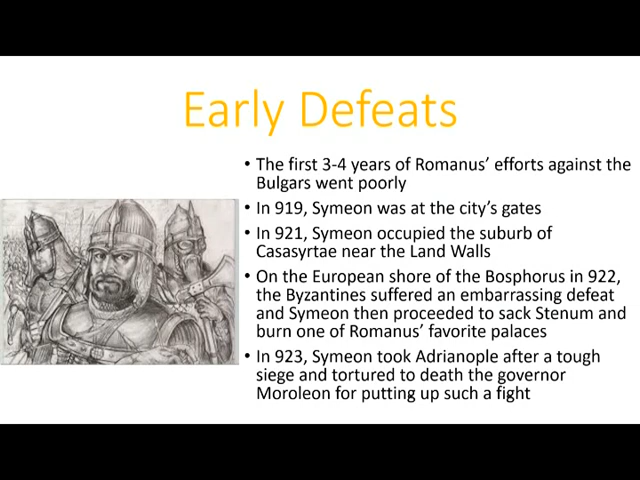 Early Defeats
• The first 3-4 years of Romanus’ efforts against the
Bulgars went poorly
• In 919, Symeon was at the city’s gates
• In 921, Symeon occupied the suburb of
Casasyrtae near the Land Walls
• On the European shore of the Bosphorus in 922,
the Byzantines suffered an embarrassing defeat
and Symeon then proceeded to sack Stenum and
burn one of Romanus’ favorite palaces
• In 923, Symeon took Adrianople after a tough
siege and tortured to death the governor
Moroleon for putting up such a fight